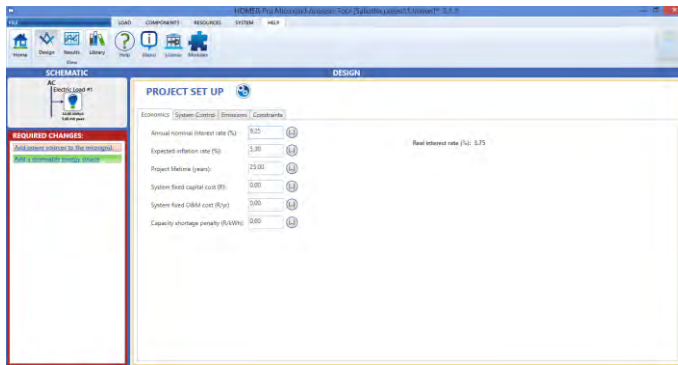 HOMER Pro Microgrid Analysis Tool
FILE
LOAD COMPONENTS RESOURCES SYSTEM HELP
Home Design Results Library Help About License Modules
View
SCHEMATIC
DESIGN
AC
Electric Load #1
PROJECT SET UP
Economics System Control Emissions Constraints
Annual nominal interest rate (%): 9,25
Real interest rate (%): 3,75
Expected inflation rate (%): 5,30
Project lifetime (years): 25,00
System fixed capital cost (R): 0,00
System fixed O&M cost (R/yr): 0,00
Capacity shortage penalty (R/kWh): 0,00
REQUIRED CHANGES:
Add power sources to the microgrid.
Add a renewable energy source